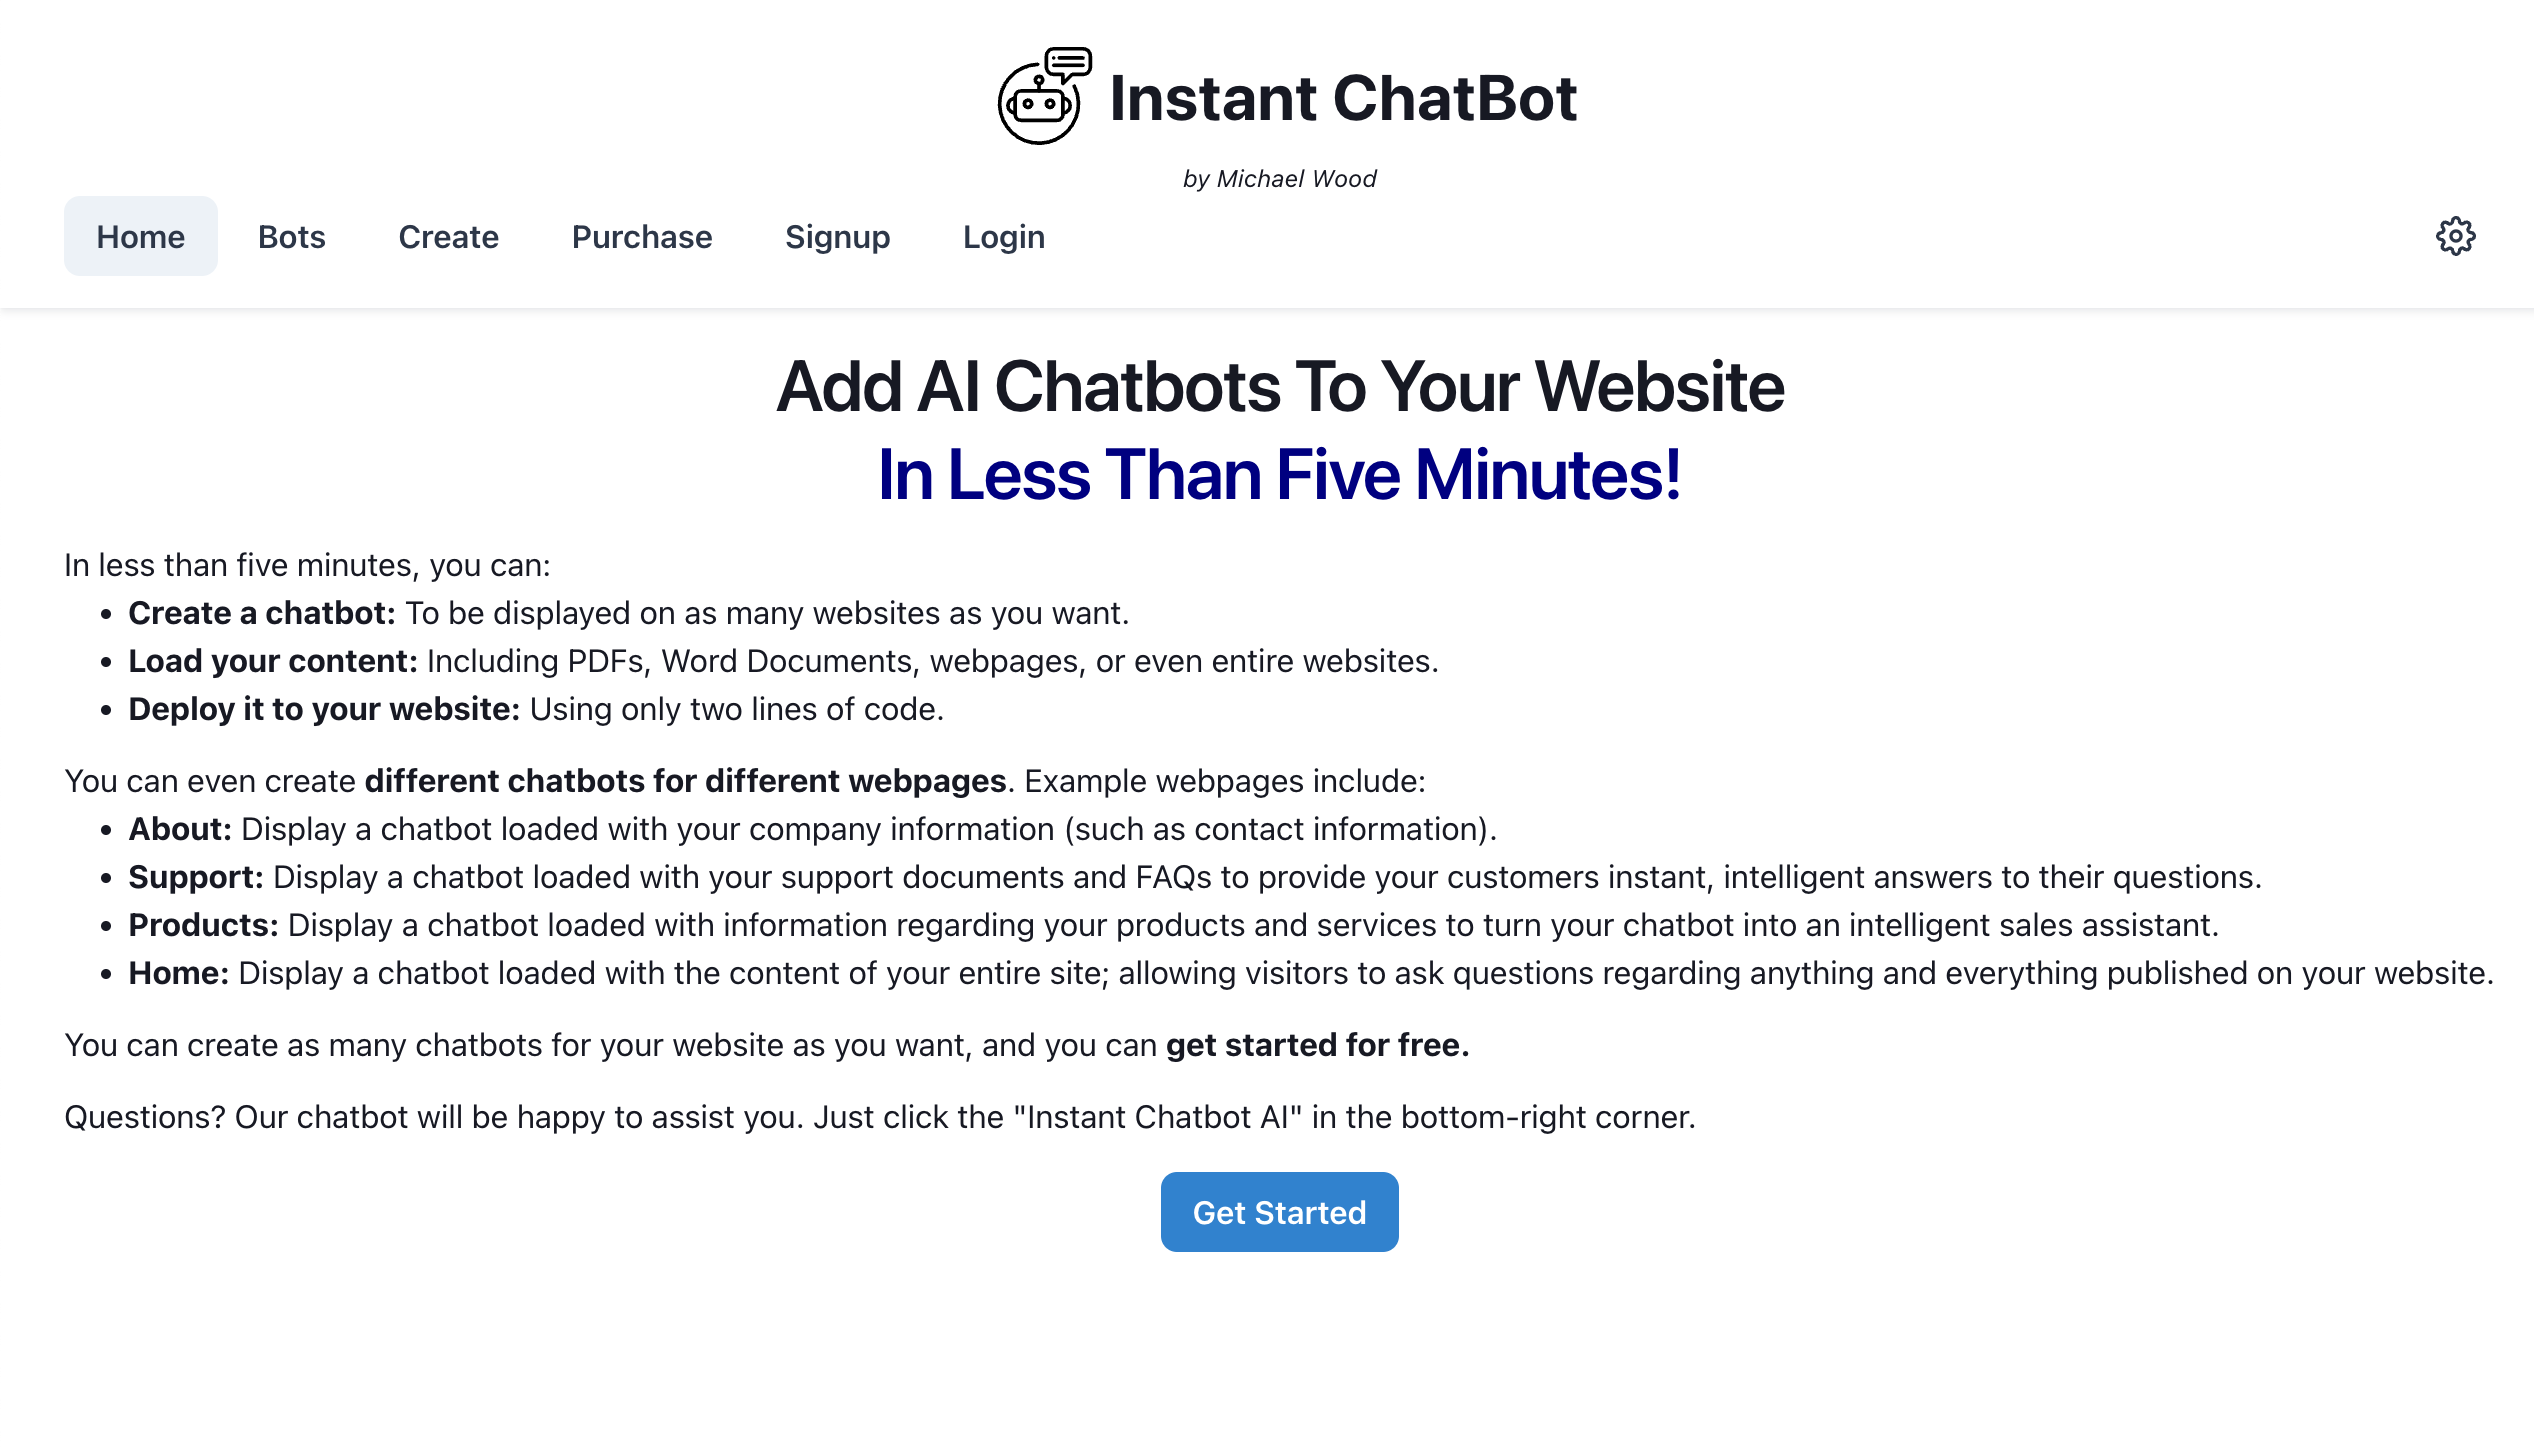 Instant ChatBot
by Michael Wood
Home Bots Create Purchase Signup Login
Add AI Chatbots To Your Website
In Less Than Five Minutes!
In less than five minutes, you can:
• Create a chatbot: To be displayed on as many websites as you want.
• Load your content: Including PDFs, Word Documents, webpages, or even entire websites.
• Deploy it to your website: Using only two lines of code.
You can even create different chatbots for different webpages. Example webpages include:
• About: Display a chatbot loaded with your company information (such as contact information).
• Support: Display a chatbot loaded with your support documents and FAQs to provide your customers instant, intelligent answers to their questions.
• Products: Display a chatbot loaded with information regarding your products and services to turn your chatbot into an intelligent sales assistant.
• Home: Display a chatbot loaded with the content of your entire site; allowing visitors to ask questions regarding anything and everything published on your website.
You can create as many chatbots for your website as you want, and you can get started for free.
Questions? Our chatbot will be happy to assist you. Just click the "Instant Chatbot AI" in the bottom-right corner.
Get Started